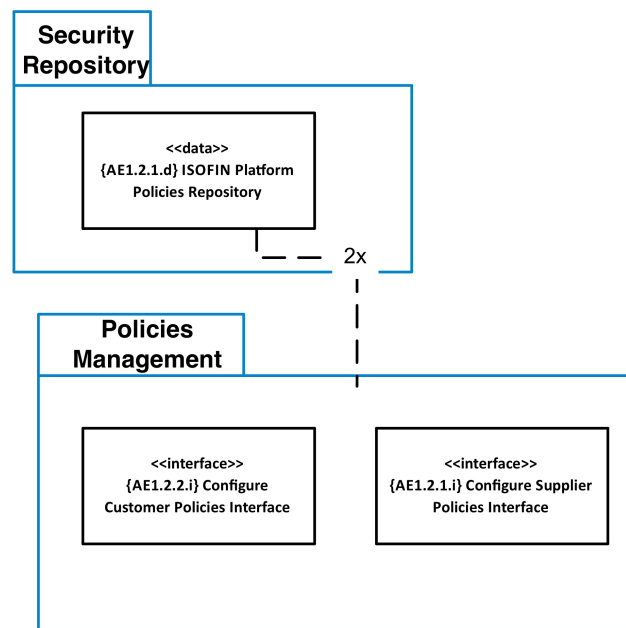 Security
Repository
<<data>>
{AE1.2.1.d} ISOFIN Platform
Policies Repository
2x
Policies
Management
<<interface>>
{AE1.2.2.i} Configure
Customer Policies Interface
<<interface>>
{AE1.2.1.i} Configure Supplier
Policies Interface